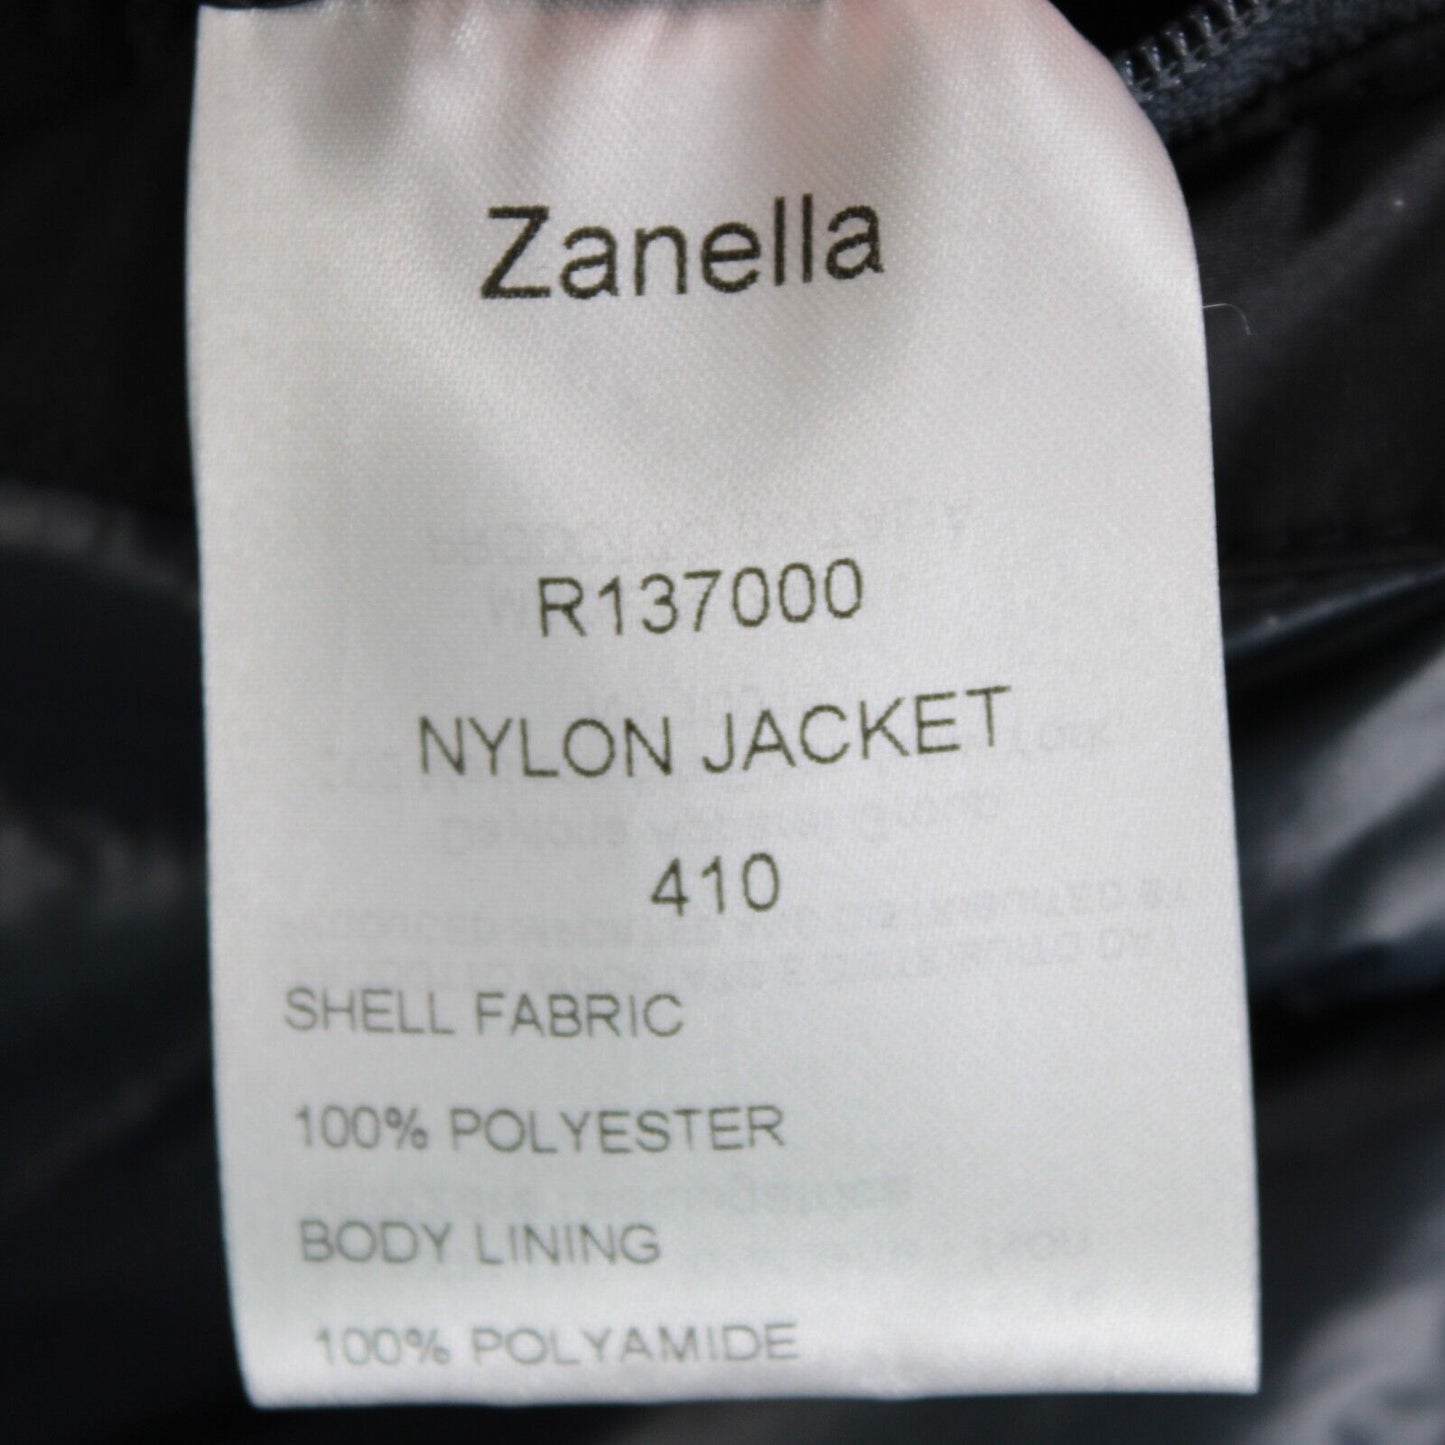 Zanella
R137000
NYLON JACKET
410
SHELL FABRIC
100% POLYESTER
BODY LINING
100% POLYAMIDE